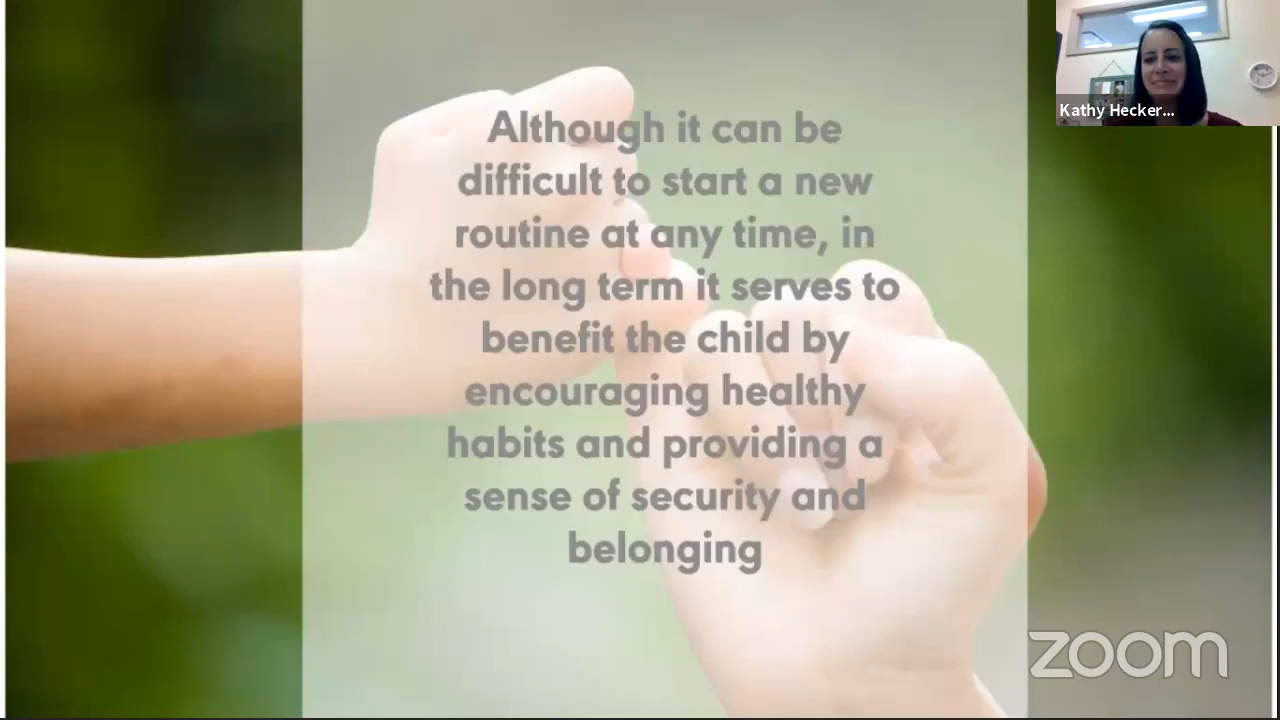 Although it can be
difficult to start a new
routine at any time, in
the long term it serves to
benefit the child by
encouraging healthy
habits and providing a
sense of security and
belonging
Kathy Hecker...
zoom